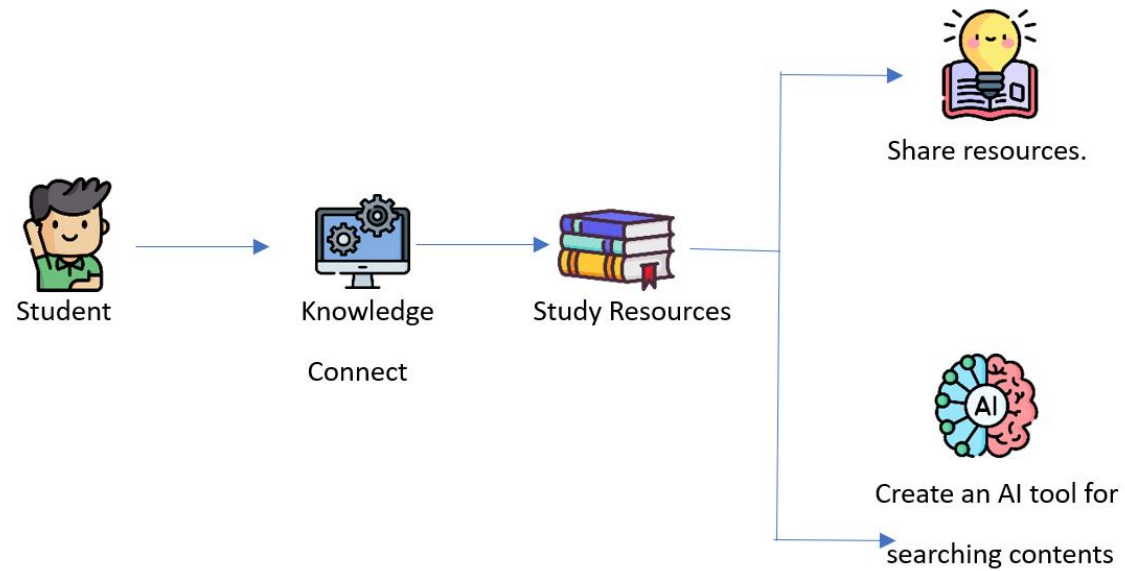 Share resources.
Student
Knowledge
Connect
Study Resources
AI
Create an AI tool for
searching contents